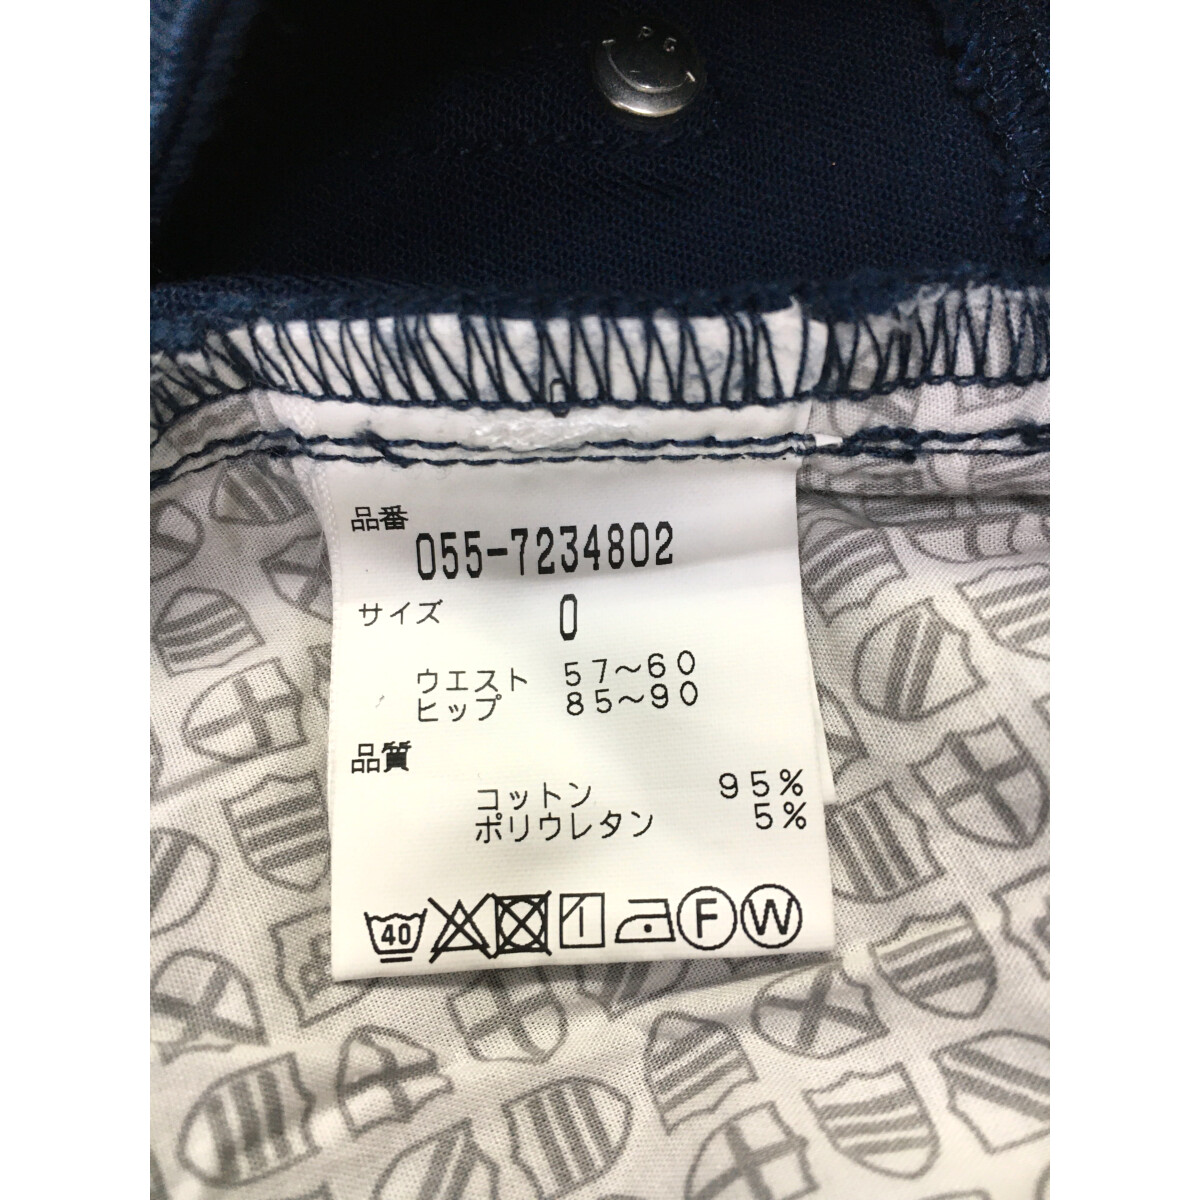 PG
品番
055-7234802
サイズ 0
ウエスト 57~60
ヒップ 85~90
品質
コットン 95%
ポリウレタン 5%
40 F W